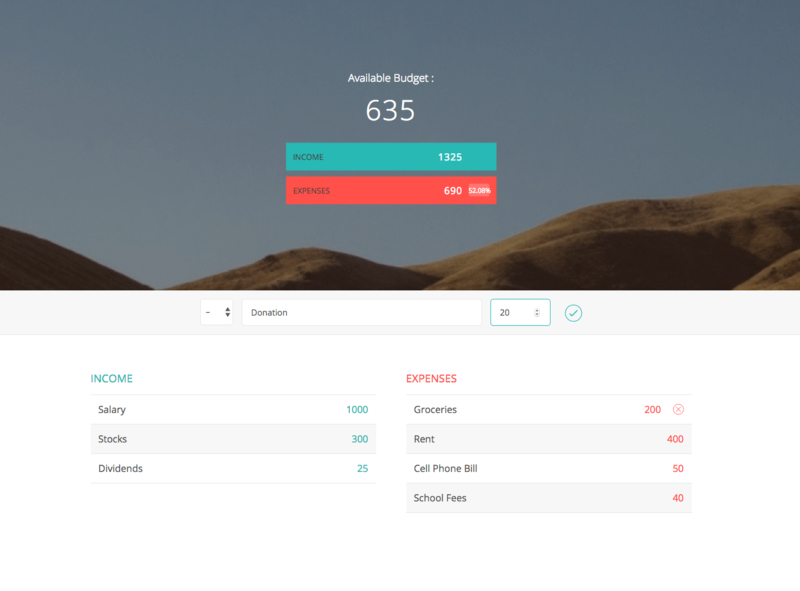 Available Budget :
635
INCOME 1325
EXPENSES 690 52.08%
– Donation 20
INCOME
Salary 1000
Stocks 300
Dividends 25
EXPENSES
Groceries 200
Rent 400
Cell Phone Bill 50
School Fees 40